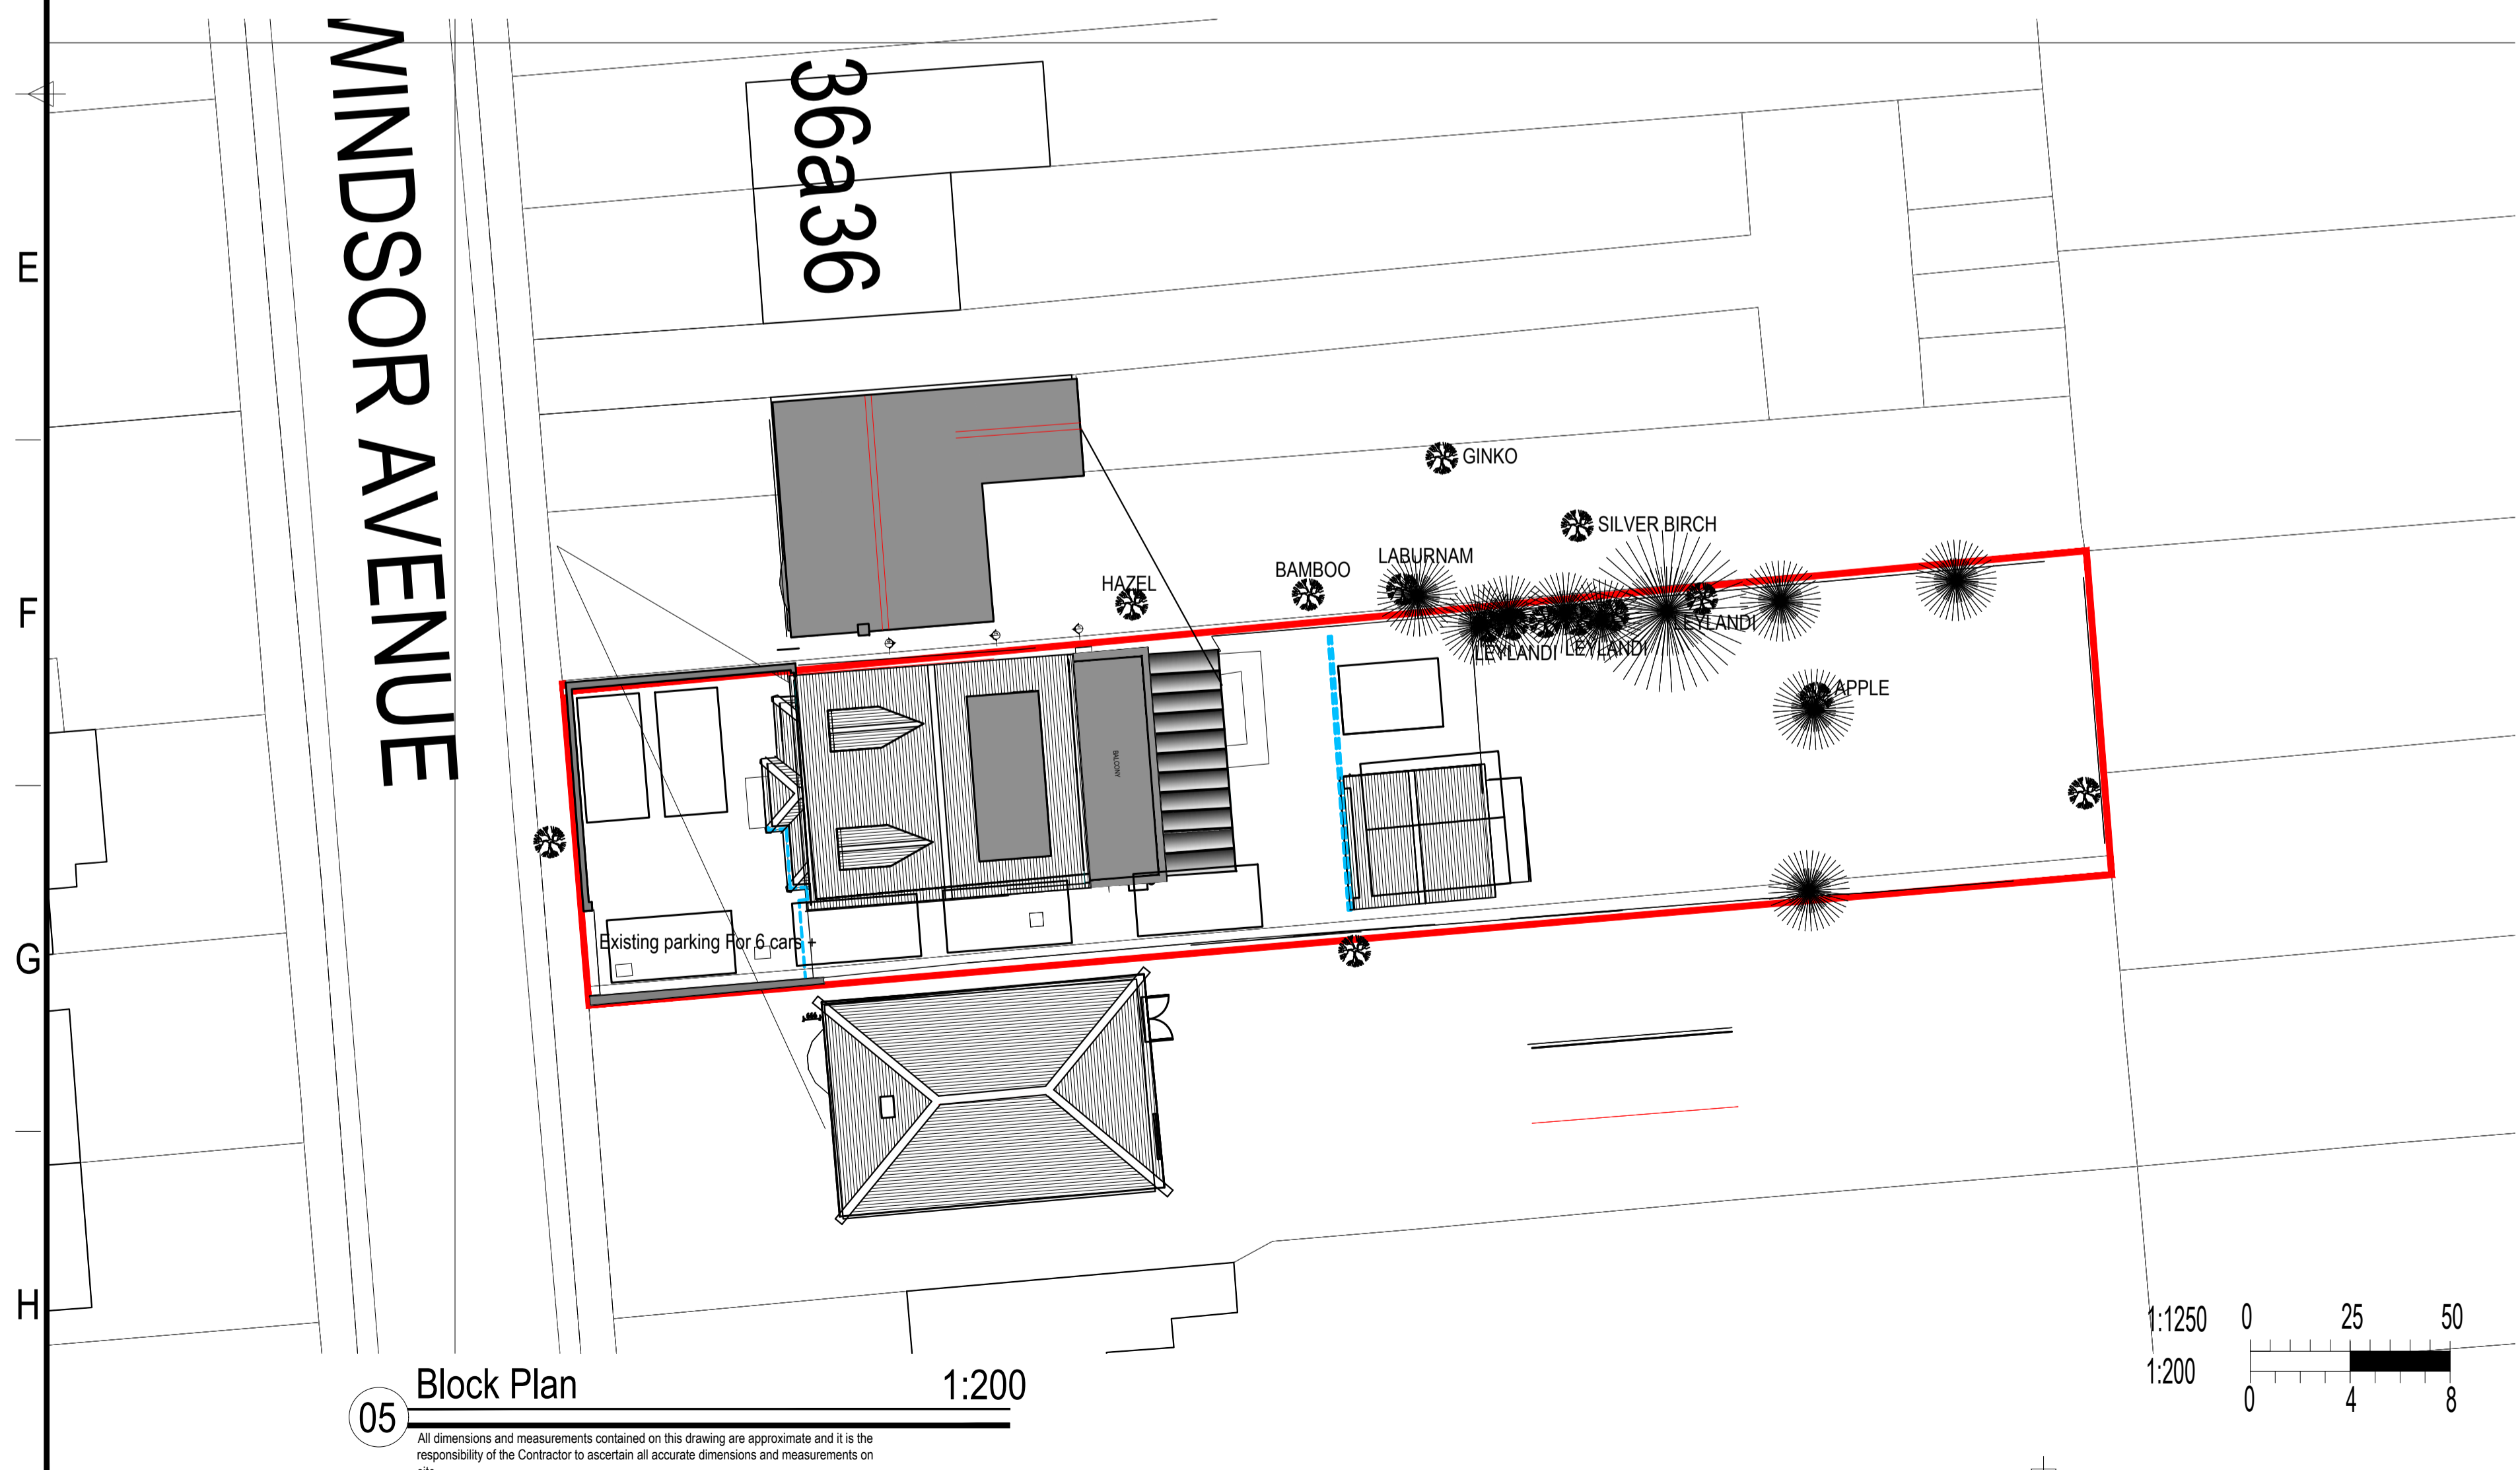 WINDSOR AVENUE
36a36
E
F
G
H
GINKO
SILVER BIRCH
LABURNAM
BAMBOO
HAZEL
LEYLANDI
LEYLANDI
LEYLANDI
APPLE
BALCONY
Existing parking For 6 cars +
1:1250 0 25 50
1:200
0 4 8
Block Plan 1:200
05
All dimensions and measurements contained on this drawing are approximate and it is the
responsibility of the Contractor to ascertain all accurate dimensions and measurements on